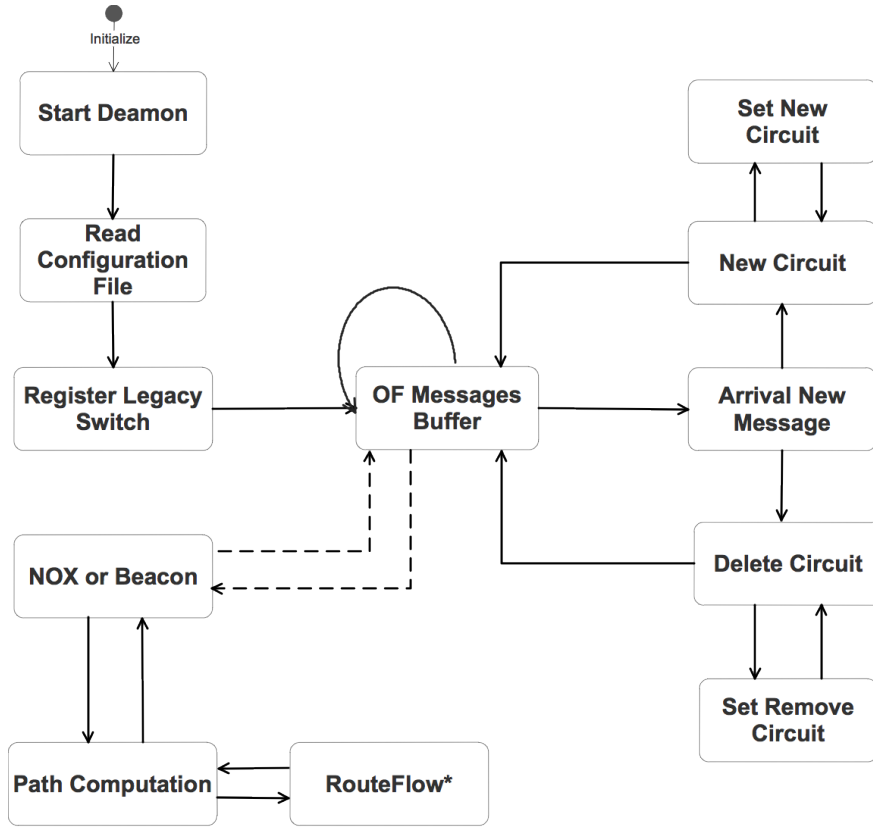 Initialize
Start Deamon
Set New
Circuit
Read
Configuration
File
New Circuit
Register Legacy
Switch
OF Messages
Buffer
Arrival New
Message
NOX or Beacon
Delete Circuit
Set Remove
Circuit
Path Computation
RouteFlow*